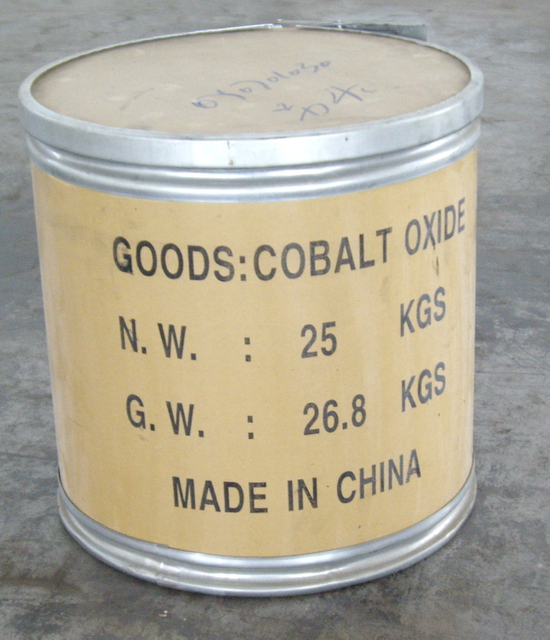 GOODS:COBALT OXIDE
N. W. : 25 KGS
G. W. : 26.8 KGS
MADE IN CHINA